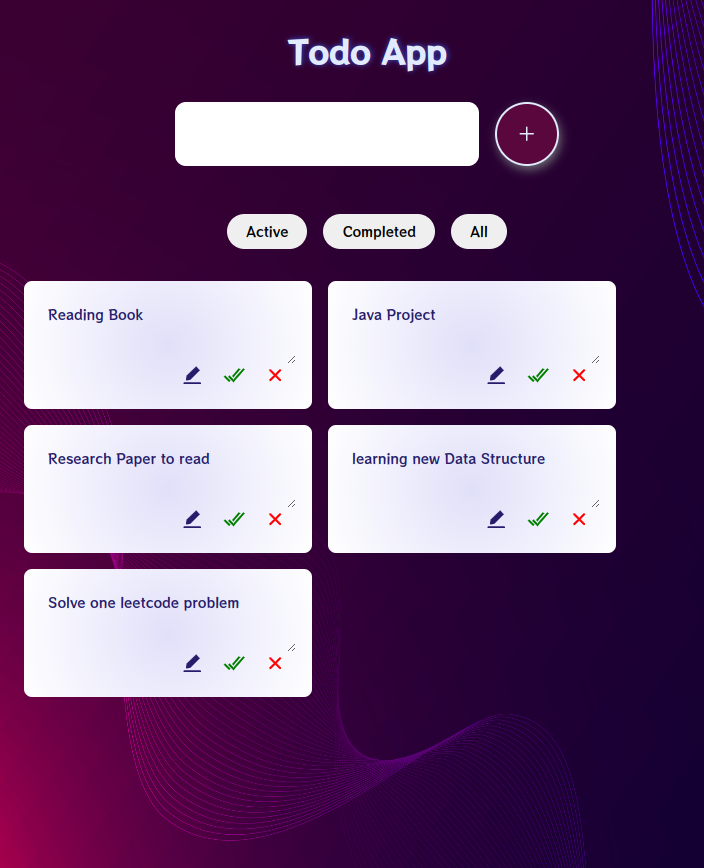 Todo App
+
Active
Completed
All
Reading Book
Java Project
Research Paper to read
learning new Data Structure
Solve one leetcode problem